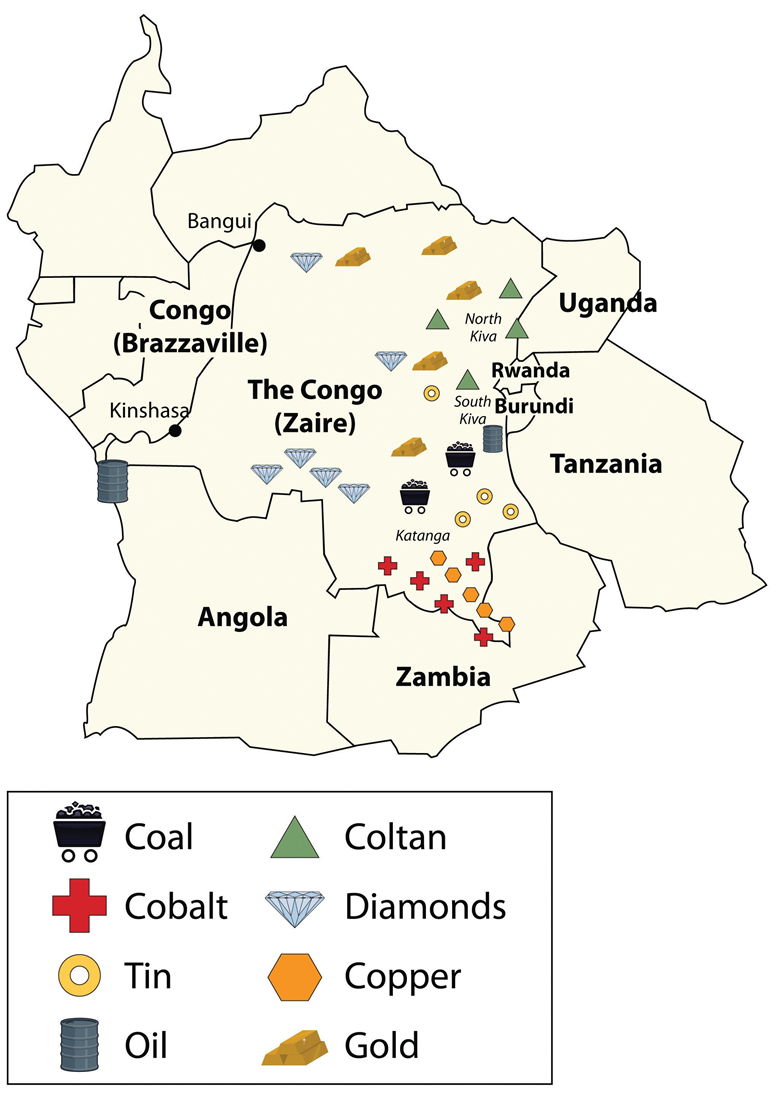 Bangui
Congo
(Brazzaville)
Uganda
North
Kiva
Rwanda
The Congo
(Zaire)
Kinshasa
South
Kiva
Burundi
Tanzania
Katanga
Angola
Zambia
Coal
Coltan
Cobalt
Diamonds
Tin
Copper
Oil
Gold